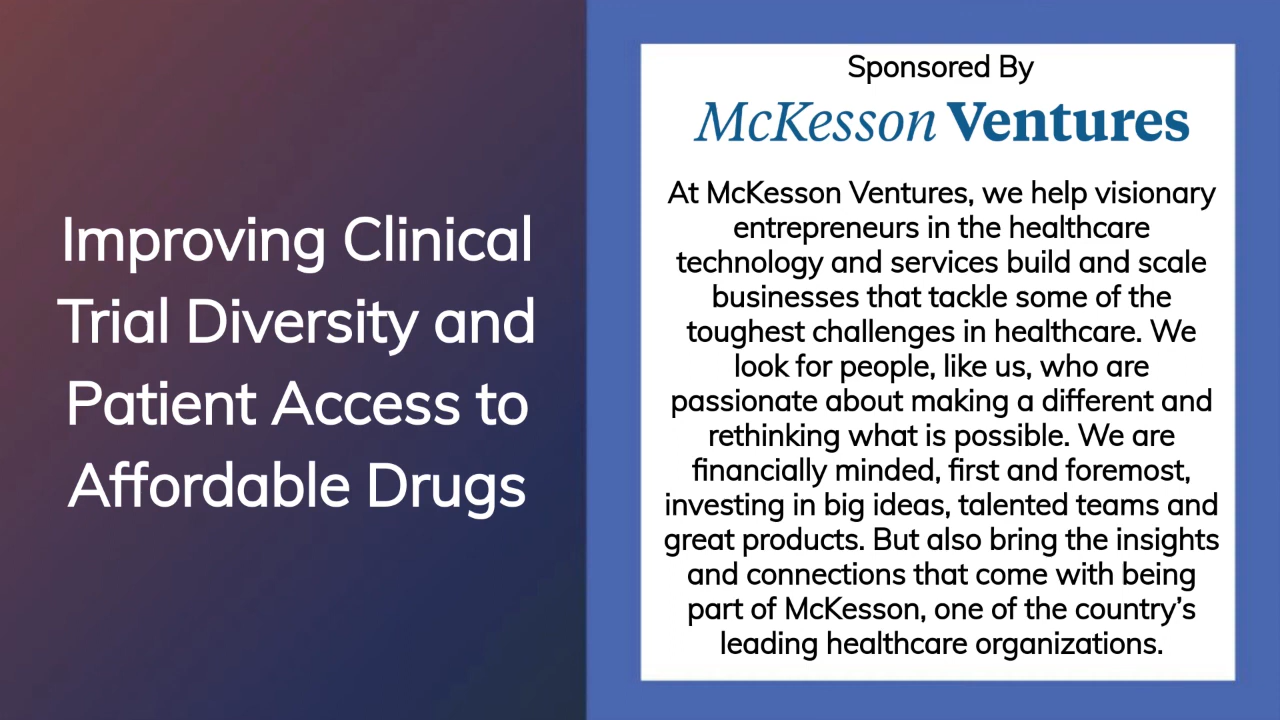 Improving Clinical
Trial Diversity and
Patient Access to
Affordable Drugs
Sponsored By
McKesson Ventures
At McKesson Ventures, we help visionary
entrepreneurs in the healthcare
technology and services build and scale
businesses that tackle some of the
toughest challenges in healthcare. We
look for people, like us, who are
passionate about making a different and
rethinking what is possible. We are
financially minded, first and foremost,
investing in big ideas, talented teams and
great products. But also bring the insights
and connections that come with being
part of McKesson, one of the country’s
leading healthcare organizations.